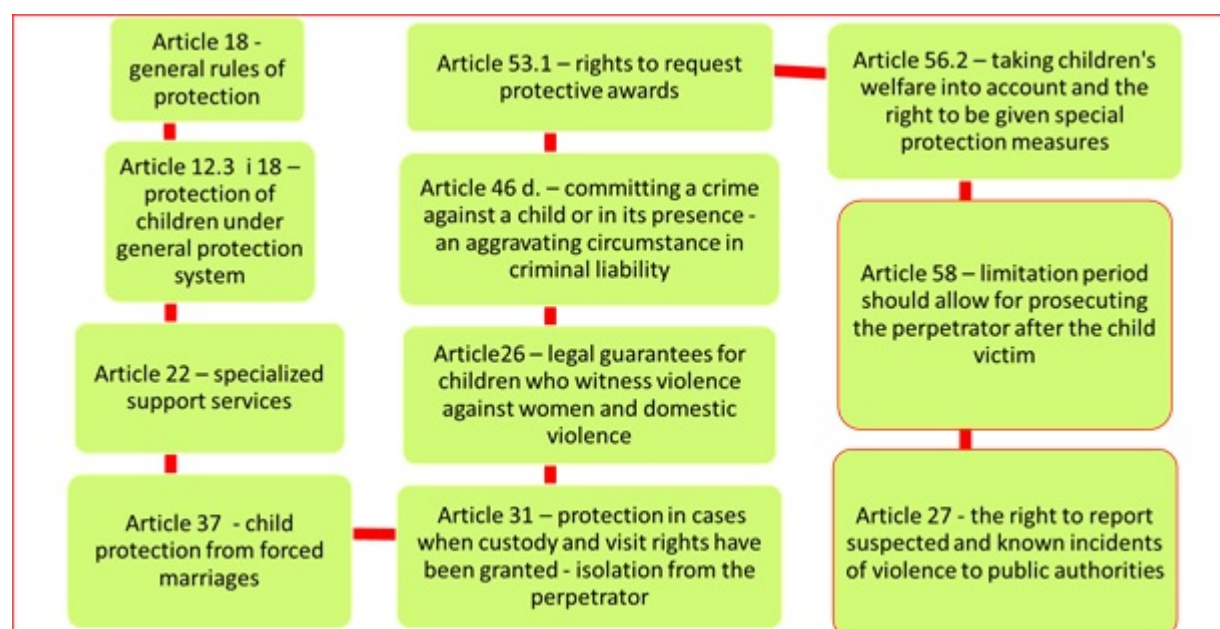 Article 18 -
general rules of
protection
Article 12.3  i 18 –
protection of
children under
general protection
system
Article 22 – specialized
support services
Article 37  - child
protection from forced
marriages
Article 31 – protection in cases
when custody and visit rights have
been granted - isolation from the
perpetrator
Article26 – legal guarantees for
children who witness violence
against women and domestic
violence
Article 46 d. – committing a crime
against a child or in its presence -
an aggravating circumstance in
criminal liability
Article 53.1 – rights to request
protective awards
Article 56.2 – taking children's
welfare into account and the
right to be given special
protection measures
Article 58 – limitation period
should allow for prosecuting
the perpetrator after the child
victim
Article 27 - the right to report
suspected and known incidents
of violence to public authorities